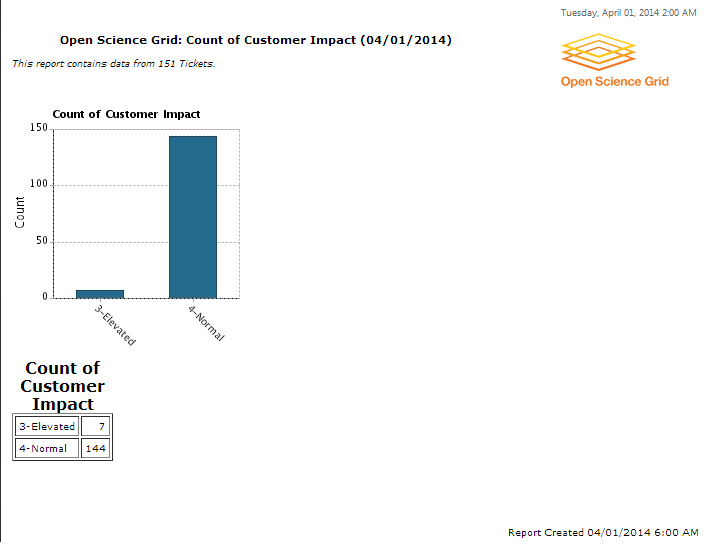 Tuesday, April 01, 2014 2:00 AM
Open Science Grid: Count of Customer Impact (04/01/2014)
This report contains data from 151 Tickets.
Open Science Grid
Count of Customer Impact
150
100
50
0
Count
3-Elevated
4-Normal
Count of
Customer
Impact
3-Elevated 7
4-Normal 144
Report Created 04/01/2014 6:00 AM